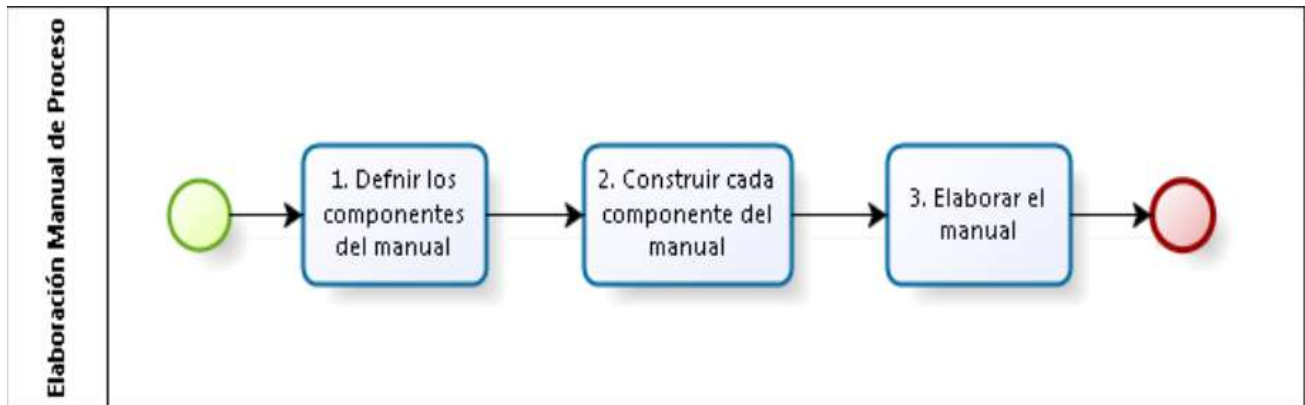 Elaboración Manual de Proceso
1. Defnir los
componentes
del manual
2. Construir cada
componente del
manual
3. Elaborar el
manual